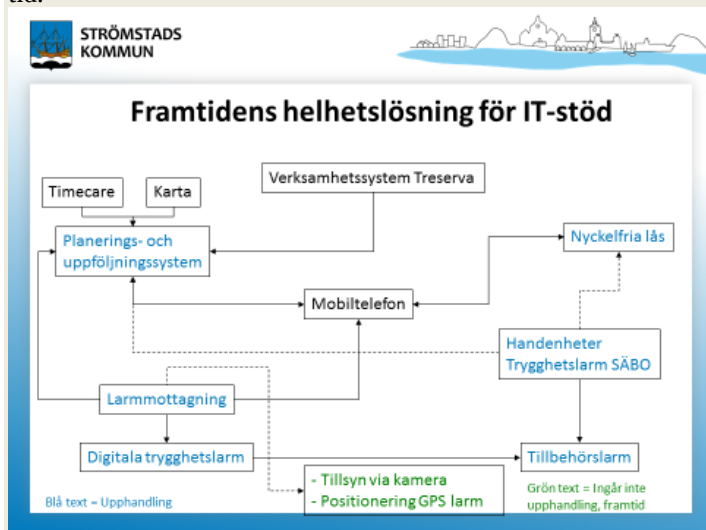 tid.
STRÖMSTADS
KOMMUN
Framtidens helhetslösning för IT-stöd
Verksamhetssystem Treserva
Timecare
Karta
Planerings- och
uppföljningssystem
Nyckelfria lås
Mobiltelefon
Handenheter
Trygghetslarm SÄBO
Larmmottagning
Digitala trygghetslarm
Tillbehörslarm
- Tillsyn via kamera
- Positionering GPS larm
Grön text = Ingår inte
upphandling, framtid
Blå text = Upphandling